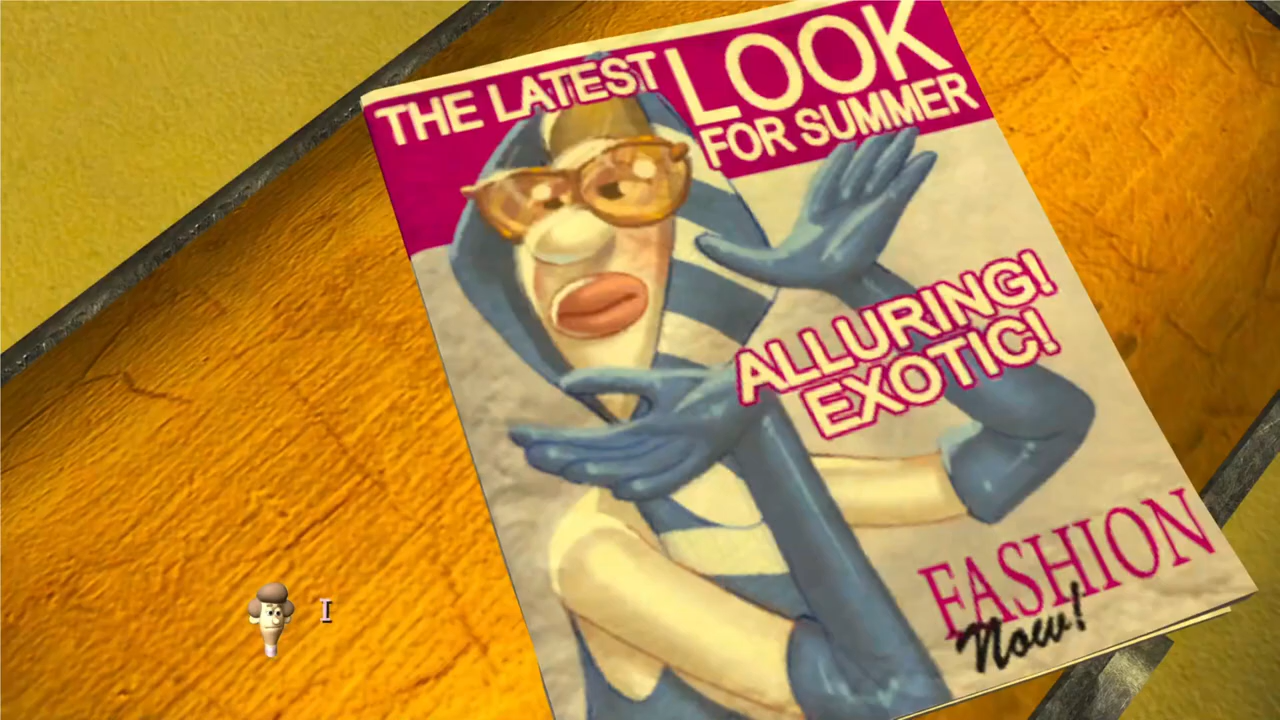 THE LATEST LOOK
FOR SUMMER
ALLURING!
EXOTIC!
FASHION
Now!
I